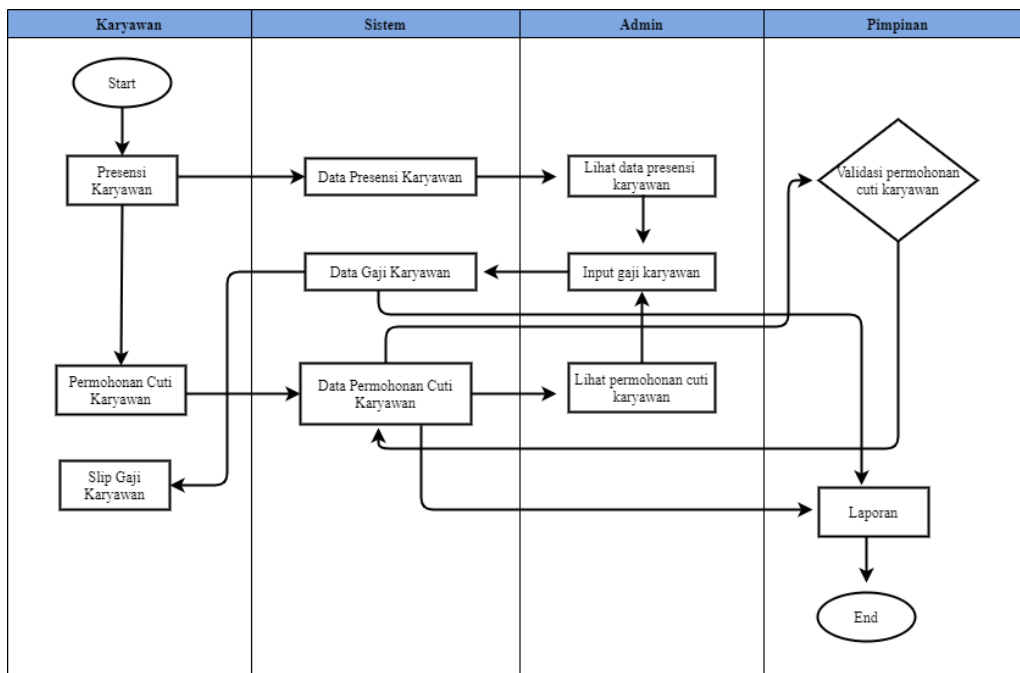 Karyawan
Sistem
Admin
Pimpinan
Start
Presensi
Karyawan
Data Presensi Karyawan
Lihat data presensi
karyawan
Validasi permohonan
cuti karyawan
Data Gaji Karyawan
Input gaji karyawan
Permohonan Cuti
Karyawan
Data Permohonan Cuti
Karyawan
Lihat permohonan cuti
karyawan
Slip Gaji
Karyawan
Laporan
End